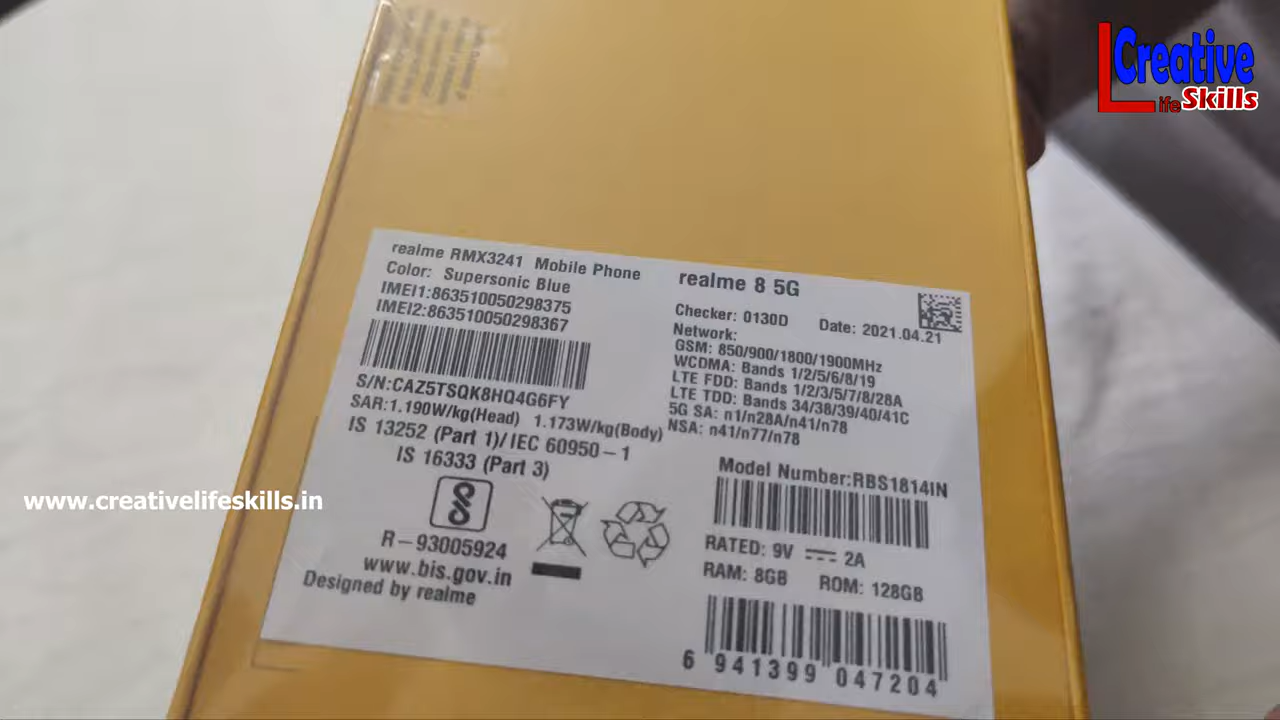 Creative
Life Skills
realme RMX3241 Mobile Phone
Color: Supersonic Blue
IMEI1:863510050298375
IMEI2:863510050298367
S/N:CAZ5TSQK8HQ4G6FY
SAR:1.190W/kg(Head) 1.173W/kg(Body)
IS 13252 (Part 1)/ IEC 60950-1
IS 16333 (Part 3)
R-93005924
www.bis.gov.in
Designed by realme
realme 8 5G
Checker: 0130D Date: 2021.04.21
Network:
GSM: 850/900/1800/1900MHz
WCDMA: Bands 1/2/5/6/8/19
LTE FDD: Bands 1/2/3/5/7/8/28A
LTE TDD: Bands 34/38/39/40/41C
5G SA: n1/n28A/n41/n78
NSA: n41/n77/n78
Model Number:RBS1814IN
RATED: 9V 2A
RAM: 8GB ROM: 128GB
6 941399 047204
www.creativelifeskills.in